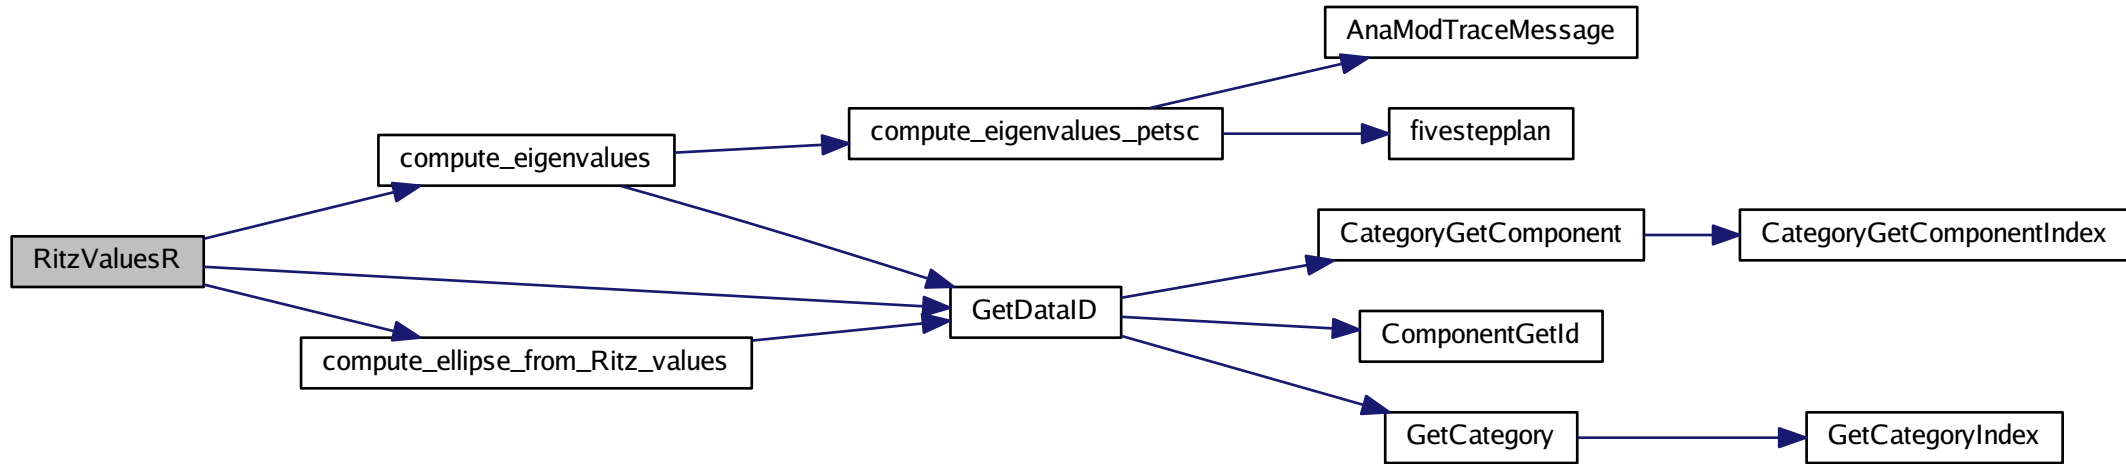 AnaModTraceMessage
compute_eigenvalues_petsc
fivestepplan
compute_eigenvalues
CategoryGetComponent
CategoryGetComponentIndex
RitzValuesR
GetDataID
ComponentGetId
compute_ellipse_from_Ritz_values
GetCategory
GetCategoryIndex